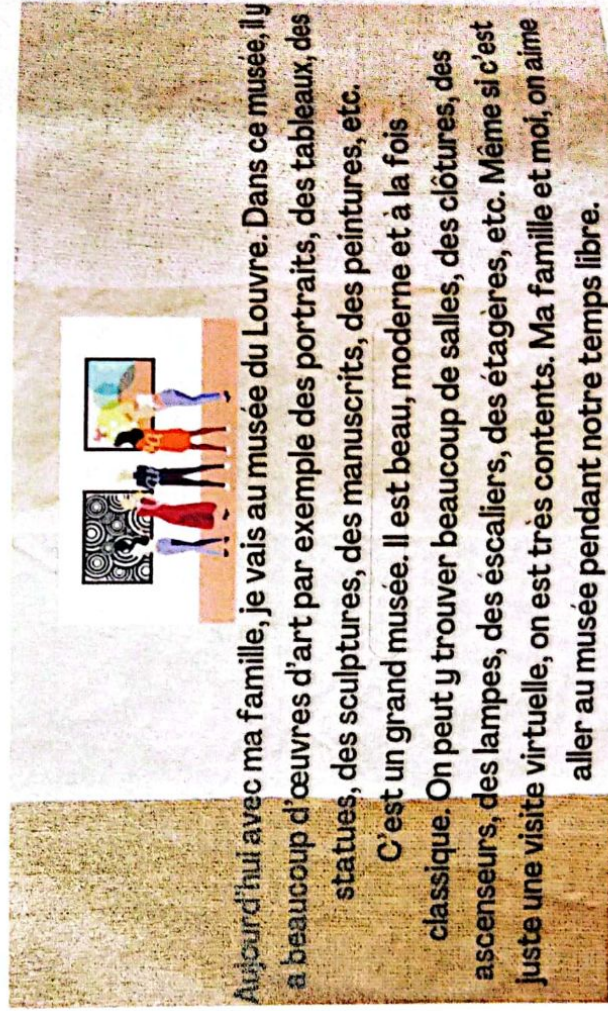 Aujourd'hui avec ma famille, je vais au musée du Louvre. Dans ce musée, il y
a beaucoup d'œuvres d'art par exemple des portraits, des tableaux, des
statues, des sculptures, des manuscrits, des peintures, etc.
C'est un grand musée. Il est beau, moderne et à la fois
classique. On peut y trouver beaucoup de salles, des clôtures, des
ascenseurs, des lampes, des éscaliers, des étagères, etc. Même si c'est
juste une visite virtuelle, on est très contents. Ma famille et moi, on aime
aller au musée pendant notre temps libre.